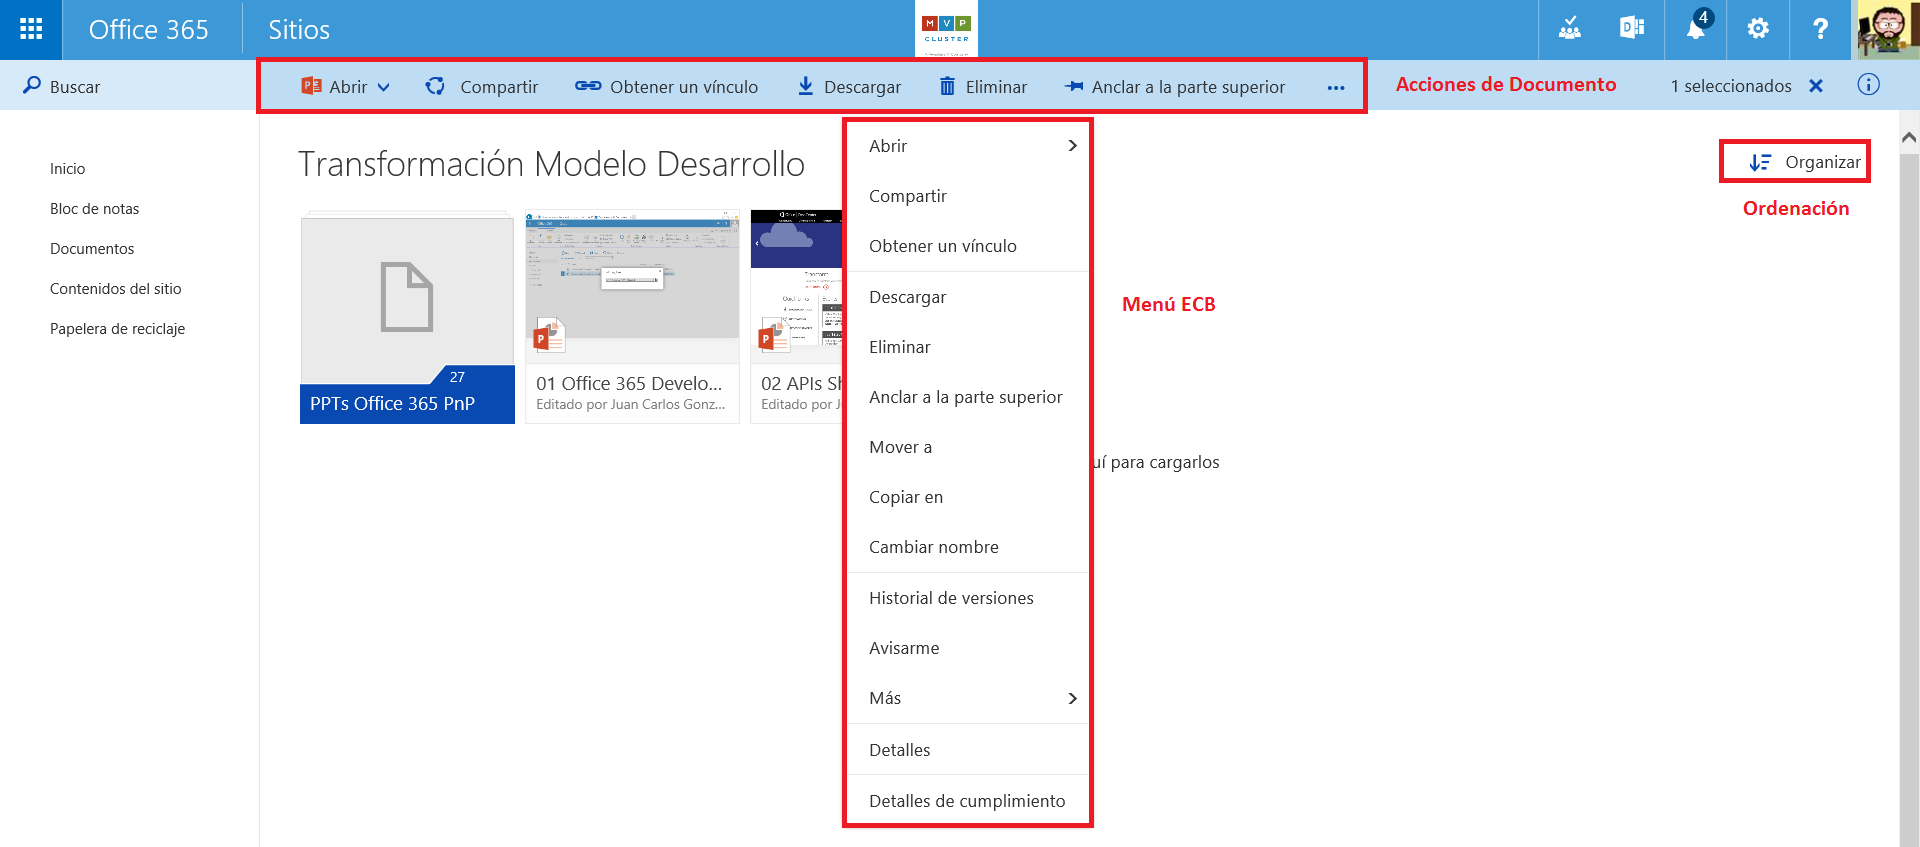 Office 365
Sitios
MVP
CLUSTER
4
?
Buscar
Abrir
Compartir
Obtener un vínculo
Descargar
Eliminar
Anclar a la parte superior
...
Acciones de Documento
1 seleccionados
Inicio
Bloc de notas
Documentos
Contenidos del sitio
Papelera de reciclaje
Transformación Modelo Desarrollo
Organizar
Ordenación
27
PPTs Office 365 PnP
01 Office 365 Develo...
Editado por Juan Carlos Gonz...
02 APIs Sh
Editado por J
Abrir
Compartir
Obtener un vínculo
Descargar
Eliminar
Anclar a la parte superior
Mover a
Copiar en
Cambiar nombre
Historial de versiones
Avisarme
Más
Detalles
Detalles de cumplimiento
Menú ECB
uí para cargarlos